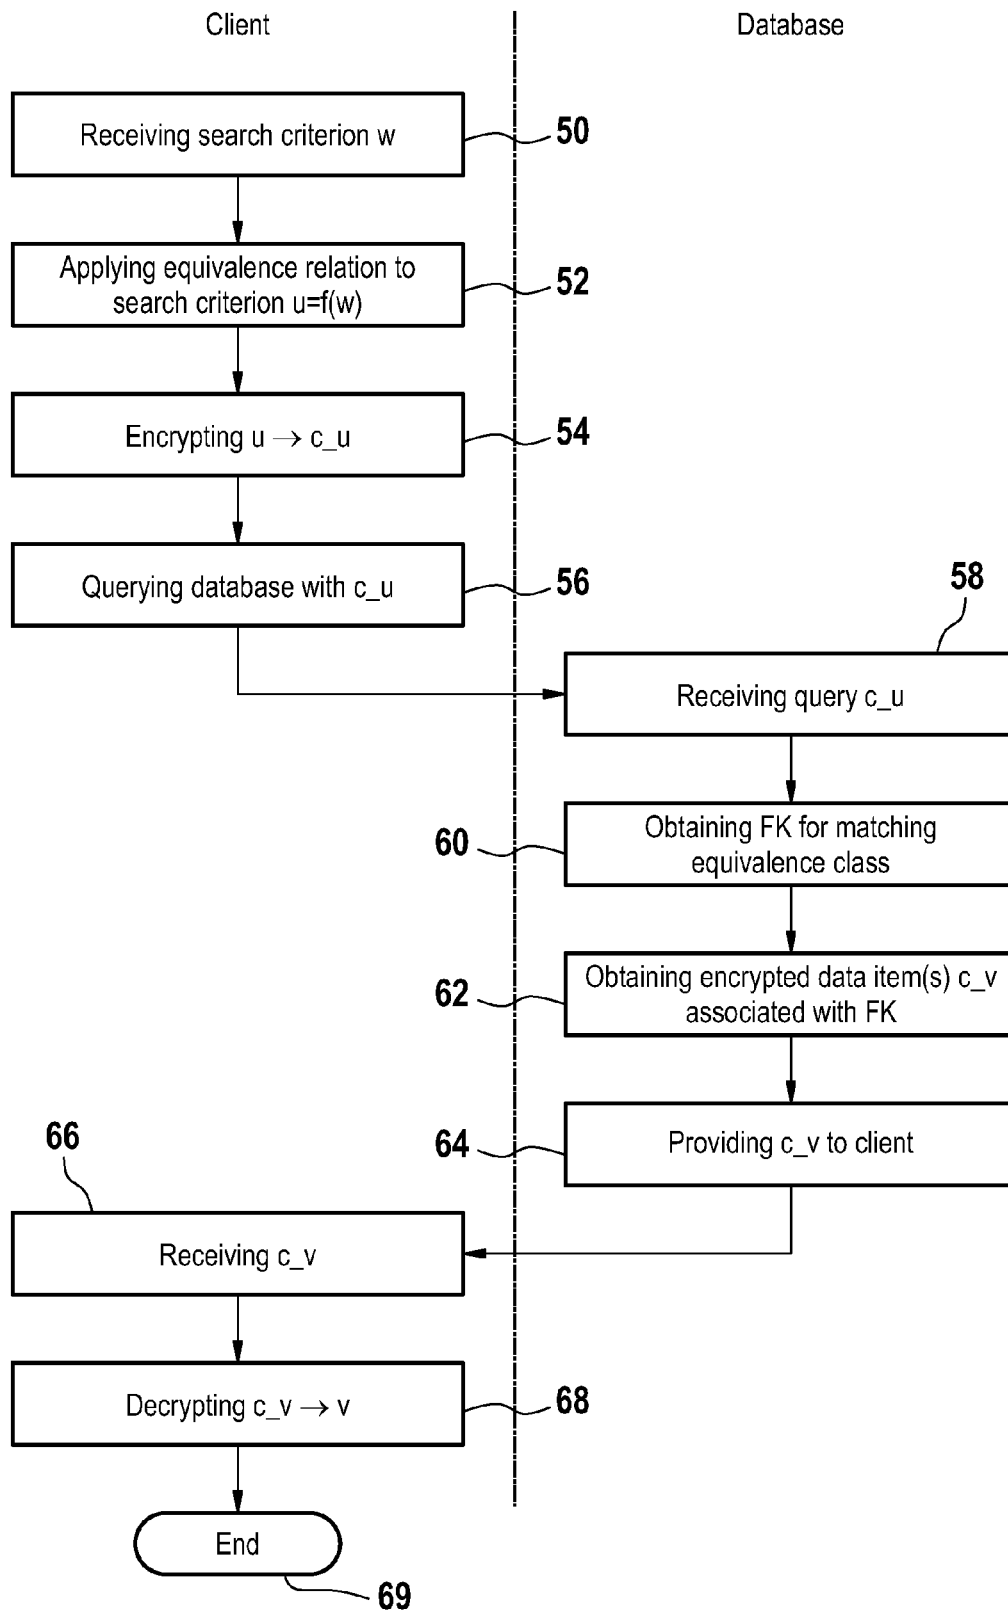 Client
Database
Receiving search criterion w
50
Applying equivalence relation to
search criterion u=f(w)
52
Encrypting u → c_u
54
Querying database with c_u
56
58
Receiving query c_u
60
Obtaining FK for matching
equivalence class
62
Obtaining encrypted data item(s) c_v
associated with FK
64
Providing c_v to client
66
Receiving c_v
Decrypting c_v → v
68
End
69